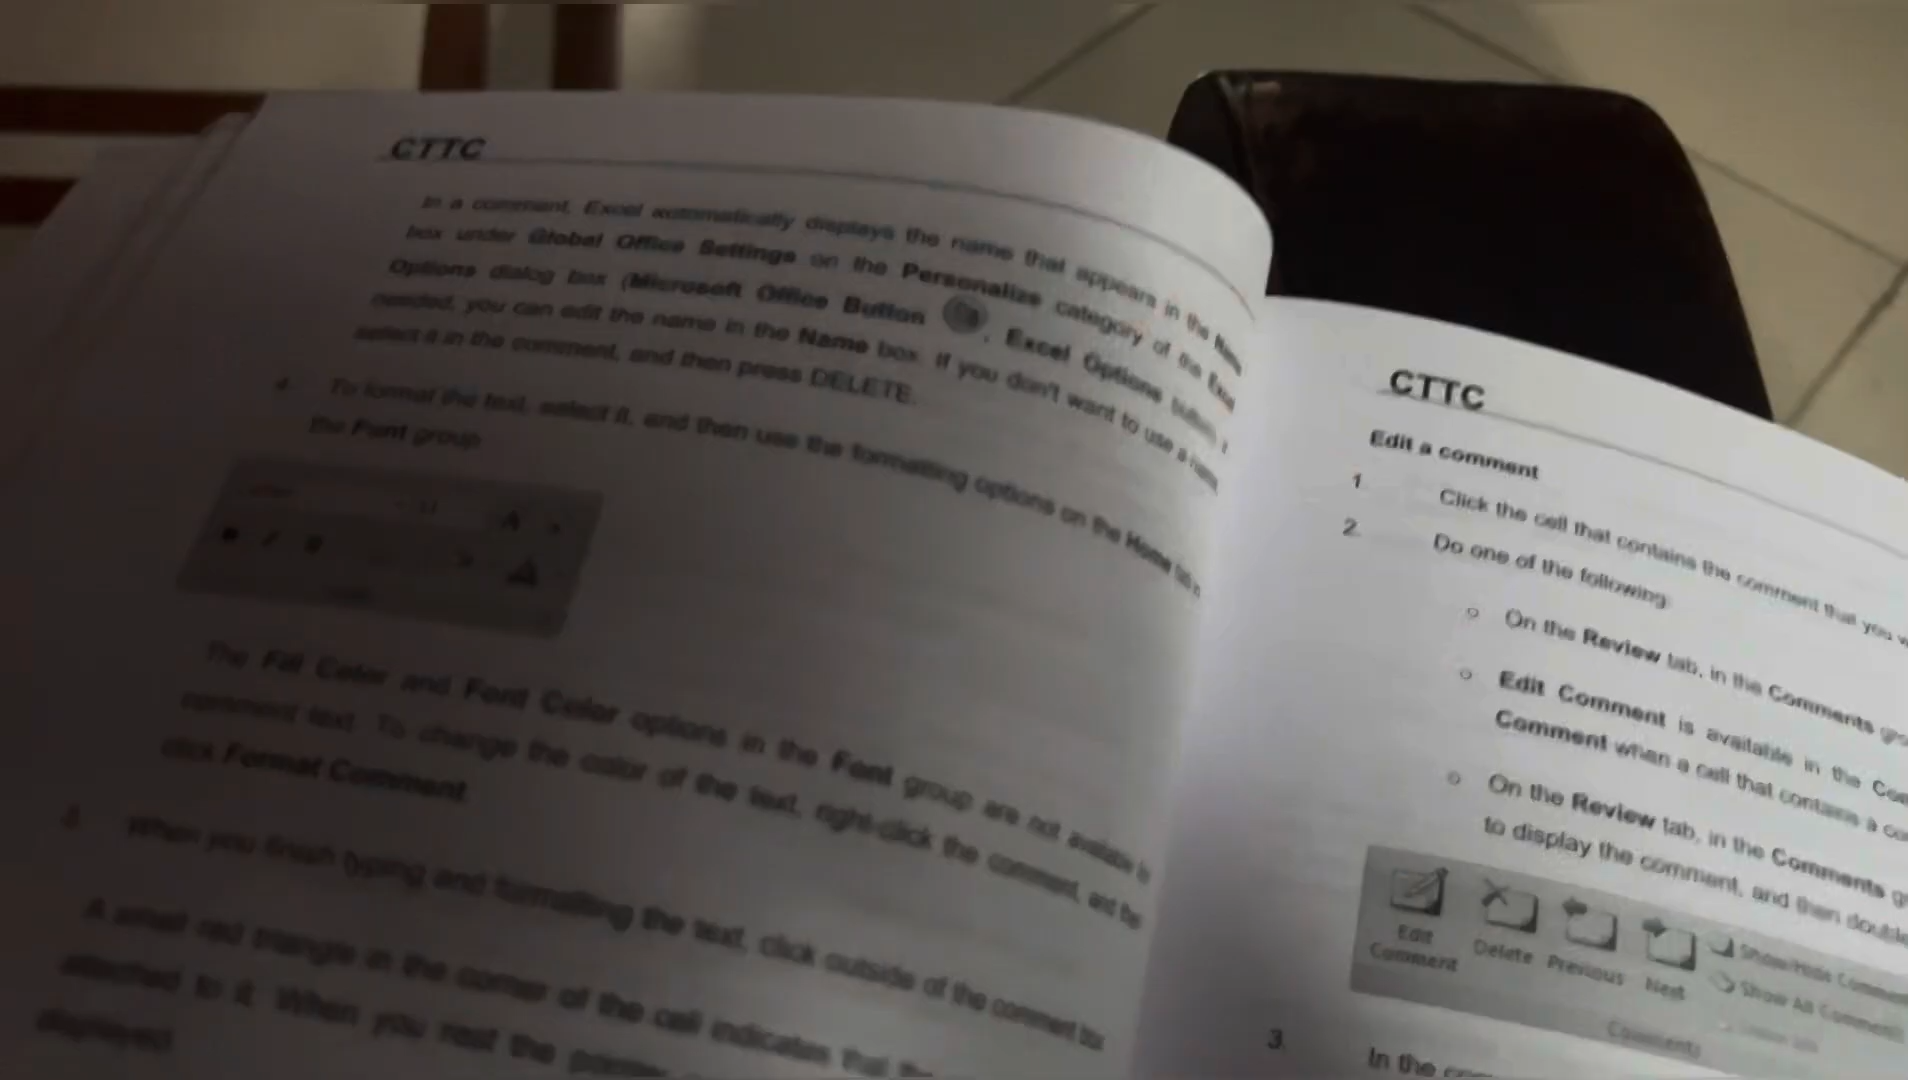 CTTC
In a comment, Excel automatically displays the name that appears in the Name
box under Global Office Settings on the Personalize category of the Excel
Options dialog box (Microsoft Office Button , Excel Options button).
needed, you can edit the name in the Name box. If you don't want to use a name,
select it in the comment, and then press DELETE.
To format the text, select it, and then use the formatting options on the Home tab
the Font group
The Fill Color and Font Color options in the Font group are not available
comment text. To change the color of the text, right-click the comment, and
click Format Comment.
When you finish typing and formatting the text, click outside of the comment box
A small red triangle in the corner of the cell indicates that
attached to it. When you rest the pointer
displayed
CTTC
Edit a comment
1. Click the cell that contains the comment that you
2. Do one of the following
o On the Review tab, in the Comments
o Edit Comment is available in the
Comment when a cell that contains a
o On the Review tab, in the Comments
to display the comment, and then
Edit
Comment
Delete
Previous
Next
Show/Hide
Show All
Comments
3. In the